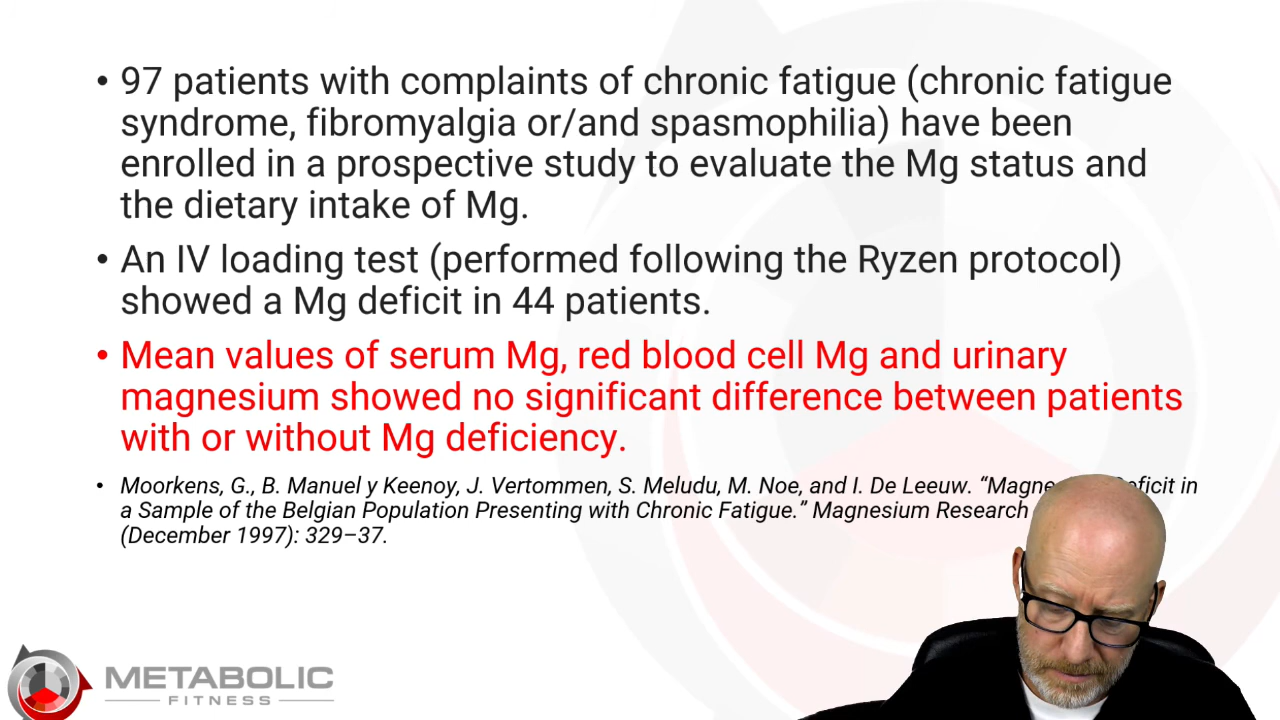 • 97 patients with complaints of chronic fatigue (chronic fatigue
syndrome, fibromyalgia or/and spasmophilia) have been
enrolled in a prospective study to evaluate the Mg status and
the dietary intake of Mg.
• An IV loading test (performed following the Ryzen protocol)
showed a Mg deficit in 44 patients.
• Mean values of serum Mg, red blood cell Mg and urinary
magnesium showed no significant difference between patients
with or without Mg deficiency.
• Moorkens, G., B. Manuel y Keenoy, J. Vertommen, S. Meludu, M. Noe, and I. De Leeuw. “Magne eficit in
a Sample of the Belgian Population Presenting with Chronic Fatigue.” Magnesium Research
(December 1997): 329–37.
METABOLIC
FITNESS